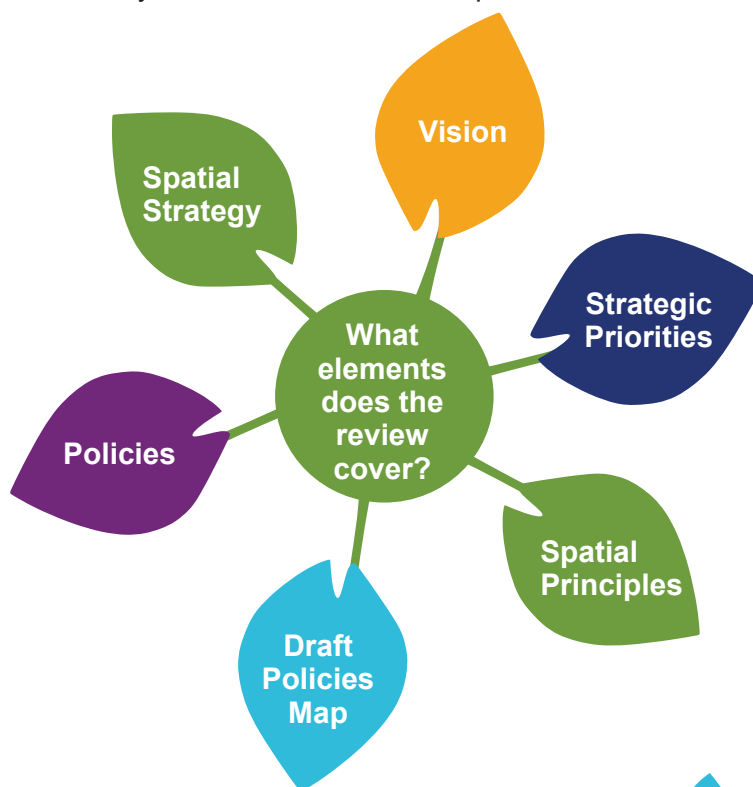 Vision
Spatial
Strategy
Strategic
Priorities
What
elements
does the
review
cover?
Policies
Spatial
Principles
Draft
Policies
Map